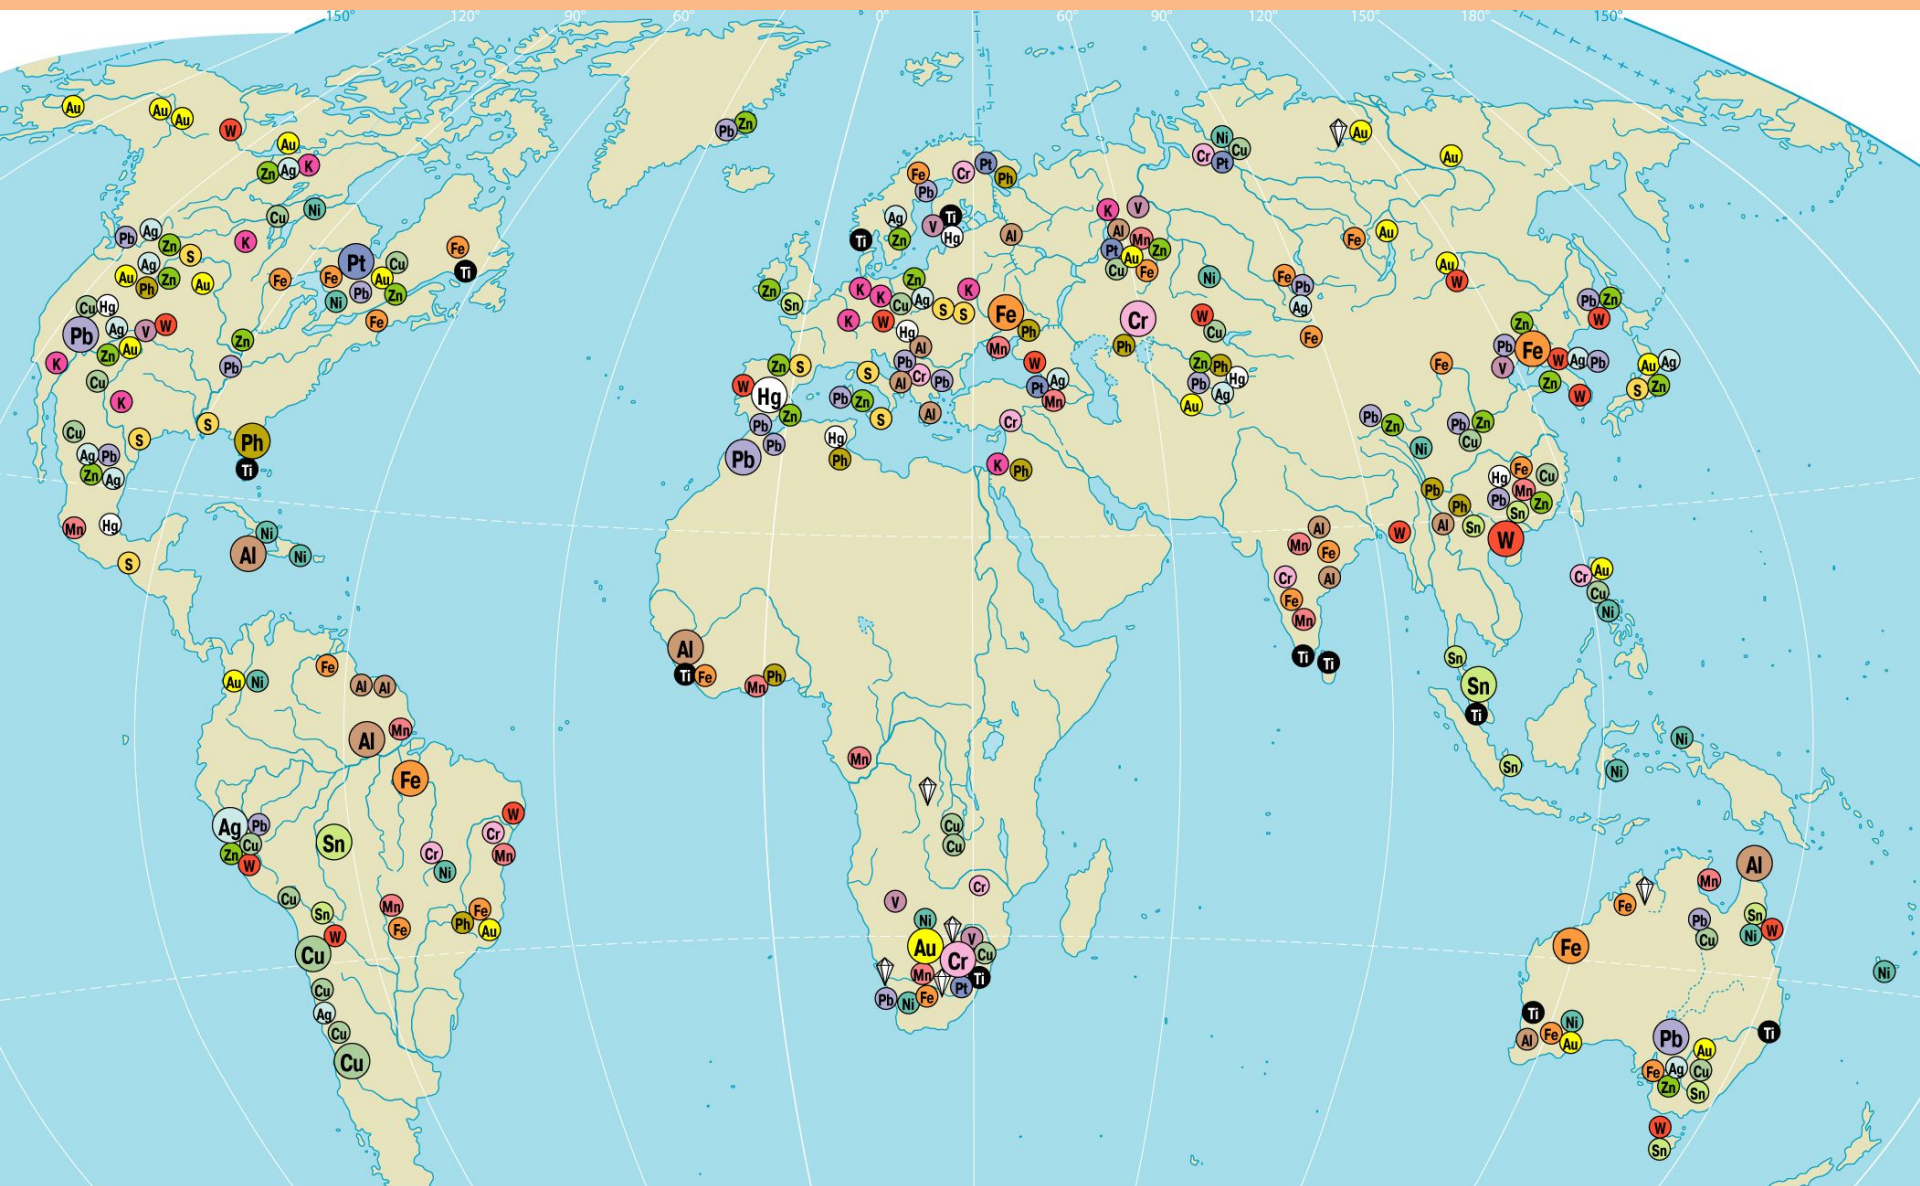 150° 120° 90° 60° 0° 60° 90° 120° 150° 180° 150°
Au Au Au W Au Zn Ag K
Pb Zn
Fe Pb Cr Pt Ph
Ni Cu Cr Pt
Au Au
Cu Ni K
Pb Ag Zn S
Ag Au Ph Zn Au
Fe Fe Pt Cu Au Pb Zn Ni Fe
Fe Ti
Ag Zn Ti V Ti Hg
Al
K V Al Mn Pt Au Zn Cu Fe
Ni
Fe Au
Au W
Fe Pb Ag Fe
Cu Hg Pb Ag V W Zn Au K
Zn Pb
Zn Sn
K K Zn K Cu Ag S S K W
Hg Al Pb Al Cr Pb
Fe Ph Mn
Cr Ph
W Cu
Pb Zn W
Zn Pb Fe W Ag Pb V Zn W
Au Ag S Zn
Fe
Cu K
Zn S W Hg Zn Pb Pb Pb
S Pb Zn S
Al
W Pt Ag Mn
Cr
Zn Ph Pb Hg Ag Au
Pb Zn Ni
Pb Zn Cu
Cu S S Ph Ti
Ag Pb Zn Ag
Hg Ph
K Ph
Pb Ph Al Sn
Hg Fe Cu Pb Mn Zn Sn W
Mn Hg S
Ni Al Ni
Al Mn Fe Cr Al Fe Mn Ti Ti
W
Cr Au Cu Ni
Al Ti Fe Mn Ph
Sn Sn Ti Sn
Ni Ni
Au Ni Fe Al Al
Al Mn Fe
Mn
Cu Cu
Ag Pb Cu Zn W
Sn
W Cr Mn
Cr Ni
Cr
V Ni Au V Cr Cu Mn Ti Pt Pb Ni Fe
Cu Sn W Cu
Mn Fe Fe Ph Au
Cu Ag Cu Cu
Al Mn Fe Fe
Pb Cu Sn Ni W
Ni
Ti Al Fe Ni Au
Pb Au Fe Ag Cu Zn Sn Ti
W
Sn